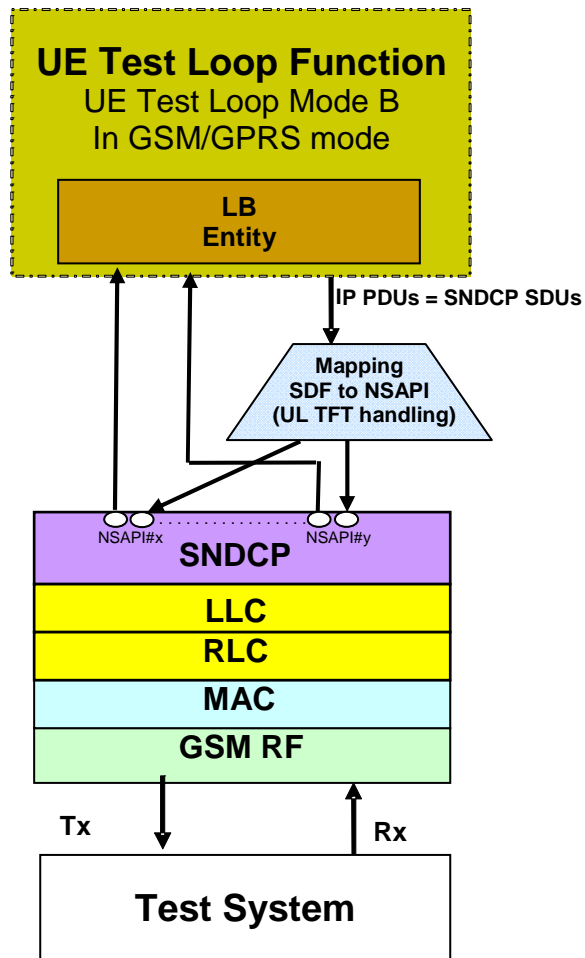 UE Test Loop Function
UE Test Loop Mode B
In GSM/GPRS mode
LB
Entity
IP PDUs = SNDCP SDUs
Mapping
SDF to NSAPI
(UL TFT handling)
NSAPI#x
NSAPI#y
SNDCP
LLC
RLC
MAC
GSM RF
Tx
Rx
Test System